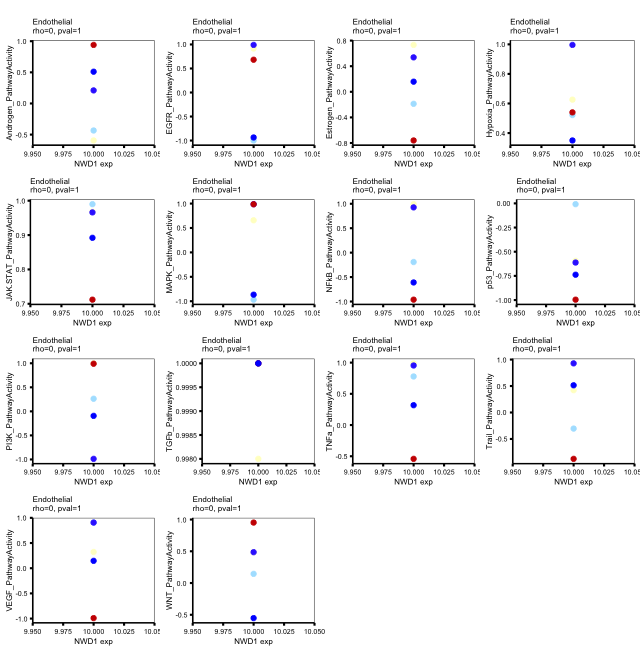 Endothelial
rho=0, pval=1
Androgen_PathwayActivity
1.0
0.5
0.0
-0.5
9.950 9.975 10.000 10.025 10.05
NWD1 exp
Endothelial
rho=0, pval=1
EGFR_PathwayActivity
1.0
0.5
0.0
-0.5
-1.0
9.950 9.975 10.000 10.025 10.05
NWD1 exp
Endothelial
rho=0, pval=1
Estrogen_PathwayActivity
0.8
0.4
0.0
-0.4
-0.8
9.950 9.975 10.000 10.025 10.05
NWD1 exp
Endothelial
rho=0, pval=1
Hypoxia_PathwayActivity
1.0
0.8
0.6
0.4
9.950 9.975 10.000 10.025 10.05
NWD1 exp
Endothelial
rho=0, pval=1
JAK.STAT_PathwayActivity
1.0
0.9
0.8
0.7
9.950 9.975 10.000 10.025 10.05
NWD1 exp
Endothelial
rho=0, pval=1
MAPK_PathwayActivity
1.0
0.5
0.0
-0.5
-1.0
9.950 9.975 10.000 10.025 10.05
NWD1 exp
Endothelial
rho=0, pval=1
NFkB_PathwayActivity
1.0
0.5
0.0
-0.5
-1.0
9.950 9.975 10.000 10.025 10.05
NWD1 exp
Endothelial
rho=0, pval=1
p53_PathwayActivity
0.00
-0.25
-0.50
-0.75
-1.00
9.950 9.975 10.000 10.025 10.05
NWD1 exp
Endothelial
rho=0, pval=1
PI3K_PathwayActivity
1.0
0.5
0.0
-0.5
-1.0
9.950 9.975 10.000 10.025 10.05
NWD1 exp
Endothelial
rho=0, pval=1
TGFb_PathwayActivity
1.0000
0.9995
0.9990
0.9985
0.9980
9.950 9.975 10.000 10.025 10.05
NWD1 exp
Endothelial
rho=0, pval=1
TNFa_PathwayActivity
1.0
0.5
0.0
-0.5
9.950 9.975 10.000 10.025 10.05
NWD1 exp
Endothelial
rho=0, pval=1
Trail_PathwayActivity
1.0
0.5
0.0
-0.5
9.950 9.975 10.000 10.025 10.05
NWD1 exp
Endothelial
rho=0, pval=1
VEGF_PathwayActivity
1.0
0.5
0.0
-0.5
-1.0
9.950 9.975 10.000 10.025 10.05
NWD1 exp
Endothelial
rho=0, pval=1
WNT_PathwayActivity
1.0
0.5
0.0
-0.5
9.950 9.975 10.000 10.025 10.050
NWD1 exp